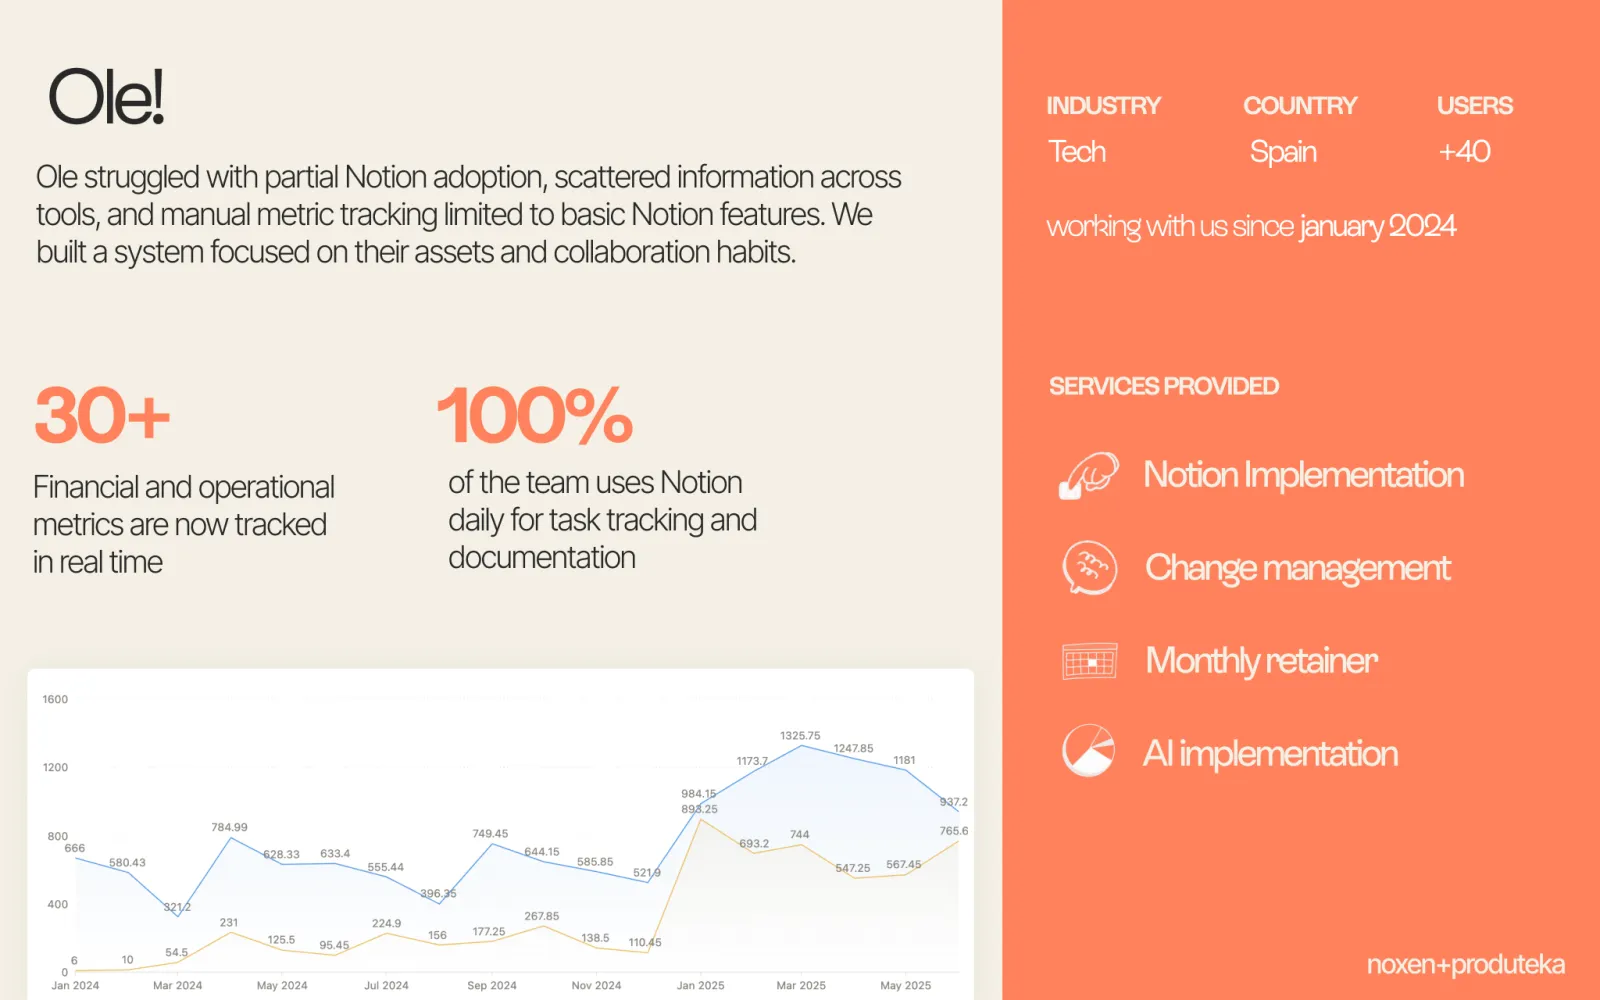 Ole!
Ole struggled with partial Notion adoption, scattered information across
tools, and manual metric tracking limited to basic Notion features. We
built a system focused on their assets and collaboration habits.
30+
Financial and operational
metrics are now tracked
in real time
100%
of the team uses Notion
daily for task tracking and
documentation
1600
1200
800
400
0
666
580.43
321.2
784.99
628.33
633.4
555.44
396.35
749.45
644.15
585.85
521.9
984.15
1173.7
1325.75
1247.85
1181
937.2
6
10
54.5
231
125.5
95.45
224.9
156
177.25
267.85
138.5
110.45
893.25
693.2
744
547.25
567.45
765.6
Jan 2024
Mar 2024
May 2024
Jul 2024
Sep 2024
Nov 2024
Jan 2025
Mar 2025
May 2025
INDUSTRY
Tech
COUNTRY
Spain
USERS
+40
working with us since january 2024
SERVICES PROVIDED
Notion Implementation
Change management
Monthly retainer
AI implementation
noxen+produteka